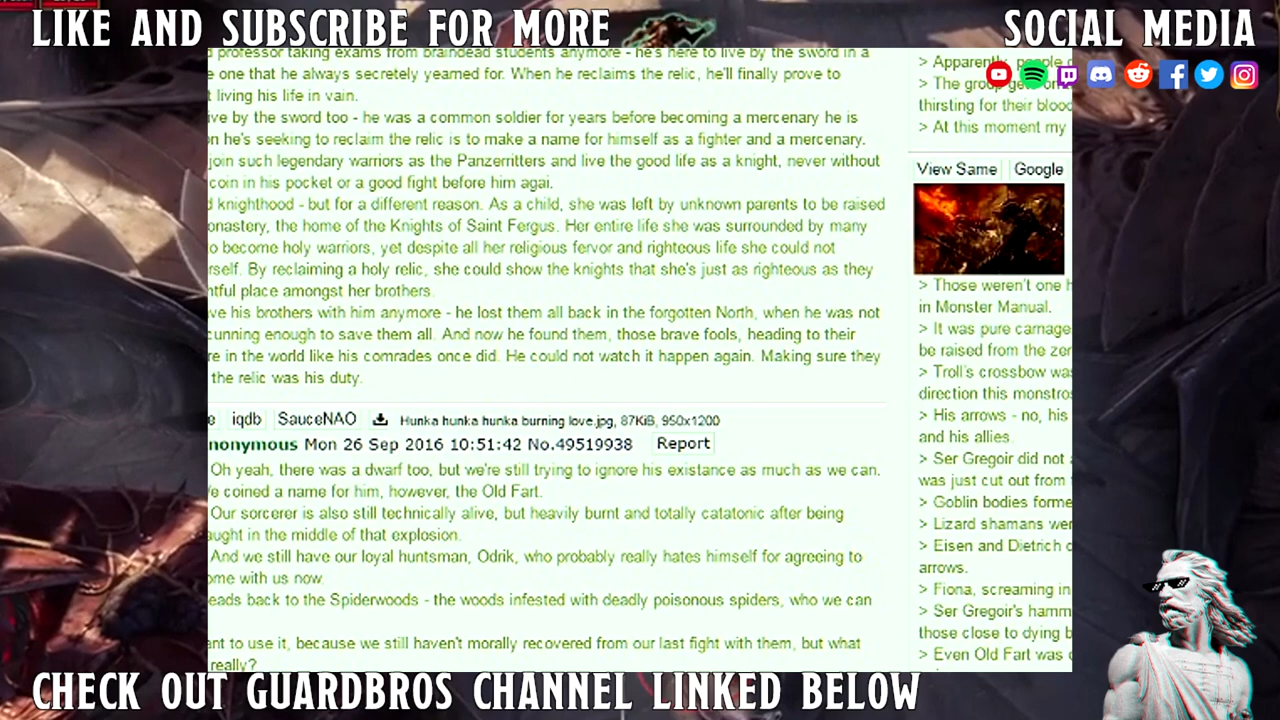 LIKE AND SUBSCRIBE FOR MORE
SOCIAL MEDIA
professor taking exams from braindead students anymore - he's here to live by the sword in a
e one that he always secretely yearned for. When he reclaims the relic, he'll finally prove to
t living his life in vain.
ve by the sword too - he was a common soldier for years before becoming a mercenary he is
n he's seeking to reclaim the relic is to make a name for himself as a fighter and a mercenary.
join such legendary warriors as the Panzerritters and live the good life as a knight, never without
coin in his pocket or a good fight before him agai.
d knighthood - but for a different reason. As a child, she was left by unknown parents to be raised
onastery, the home of the Knights of Saint Fergus. Her entire life she was surrounded by many
o become holy warriors, yet despite all her religious fervor and righteous life she could not
rself. By reclaiming a holy relic, she could show the knights that she's just as righteous as they
ntful place amongst her brothers.
ve his brothers with him anymore - he lost them all back in the forgotten North, when he was not
cunning enough to save them all. And now he found them, those brave fools, heading to their
re in the world like his comrades once did. He could not watch it happen again. Making sure they
the relic was his duty.
e iqdb SauceNAO Hunka hunka hunka burning love.jpg, 87KiB, 950x1200
nonymous Mon 26 Sep 2016 10:51:42 No.49519938 Report
Oh yeah, there was a dwarf too, but we're still trying to ignore his existance as much as we can.
e coined a name for him, however, the Old Fart.
Our sorcerer is also still technically alive, but heavily burnt and totally catatonic after being
aught in the middle of that explosion.
And we still have our loyal huntsman, Odrik, who probably really hates himself for agreeing to
ome with us now.
eads back to the Spiderwoods - the woods infested with deadly poisonous spiders, who we can
ant to use it, because we still haven't morally recovered from our last fight with them, but what
really?
> Apparently, people
> The group
thirsting for their blood
> At this moment my
View Same Google
> Those weren't one h
in Monster Manual.
> It was pure carnage
be raised from the zer
> Troll's crossbow was
direction this monstro
> His arrows - no, his
and his allies.
> Ser Gregoir did not
was just cut out from
> Goblin bodies forme
> Lizard shamans wer
> Eisen and Dietrich
arrows.
> Fiona, screaming in
> Ser Gregoir's hamm
those close to dying b
> Even Old Fart was
CHECK OUT GUARDBROS CHANNEL LINKED BELOW